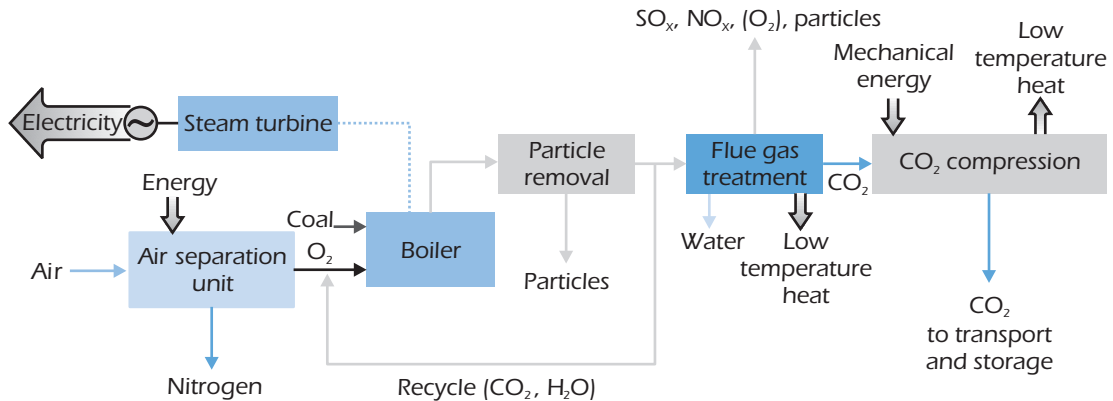 SOₓ, NOₓ, (O₂), particles
Mechanical
energy
Low
temperature
heat
Electricity
Steam turbine
Particle
removal
Flue gas
treatment
CO₂
CO₂ compression
Energy
Coal
O₂
Boiler
Air
Air separation
unit
Particles
Water
Low
temperature
heat
CO₂
to transport
and storage
Nitrogen
Recycle (CO₂, H₂O)